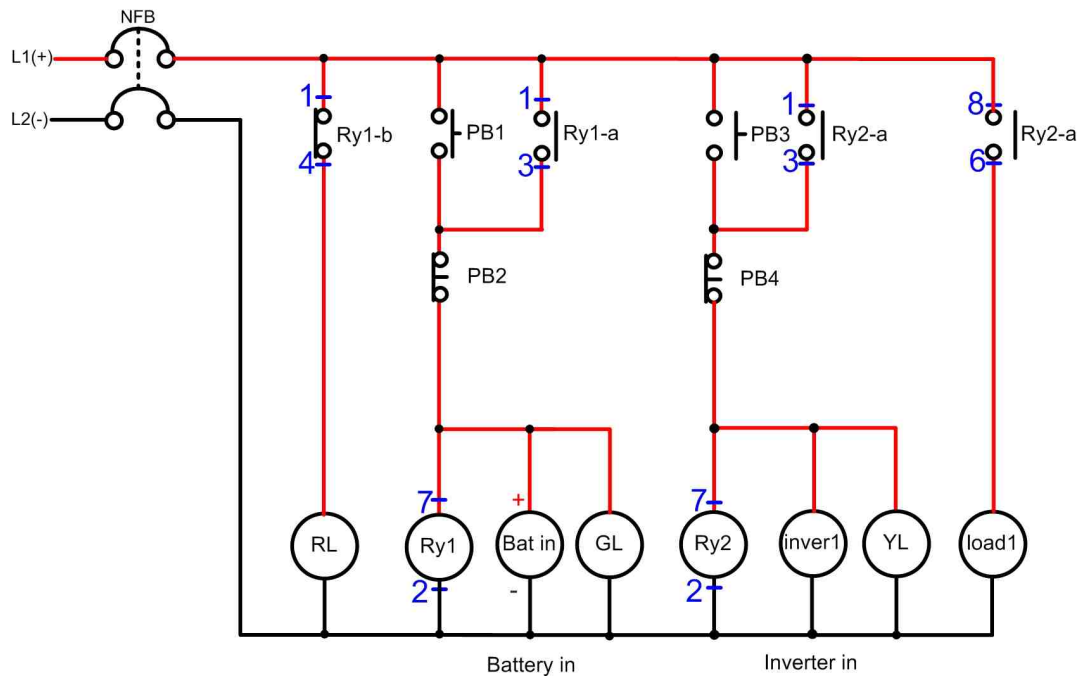 NFB
L1(+)
L2(-)
1
Ry1-b
4
PB1
1
Ry1-a
3
PB3
1
Ry2-a
3
8
Ry2-a
6
PB2
PB4
RL
7
Ry1
2
+
Bat in
-
GL
7
Ry2
2
inver1
YL
load1
Battery in
Inverter in